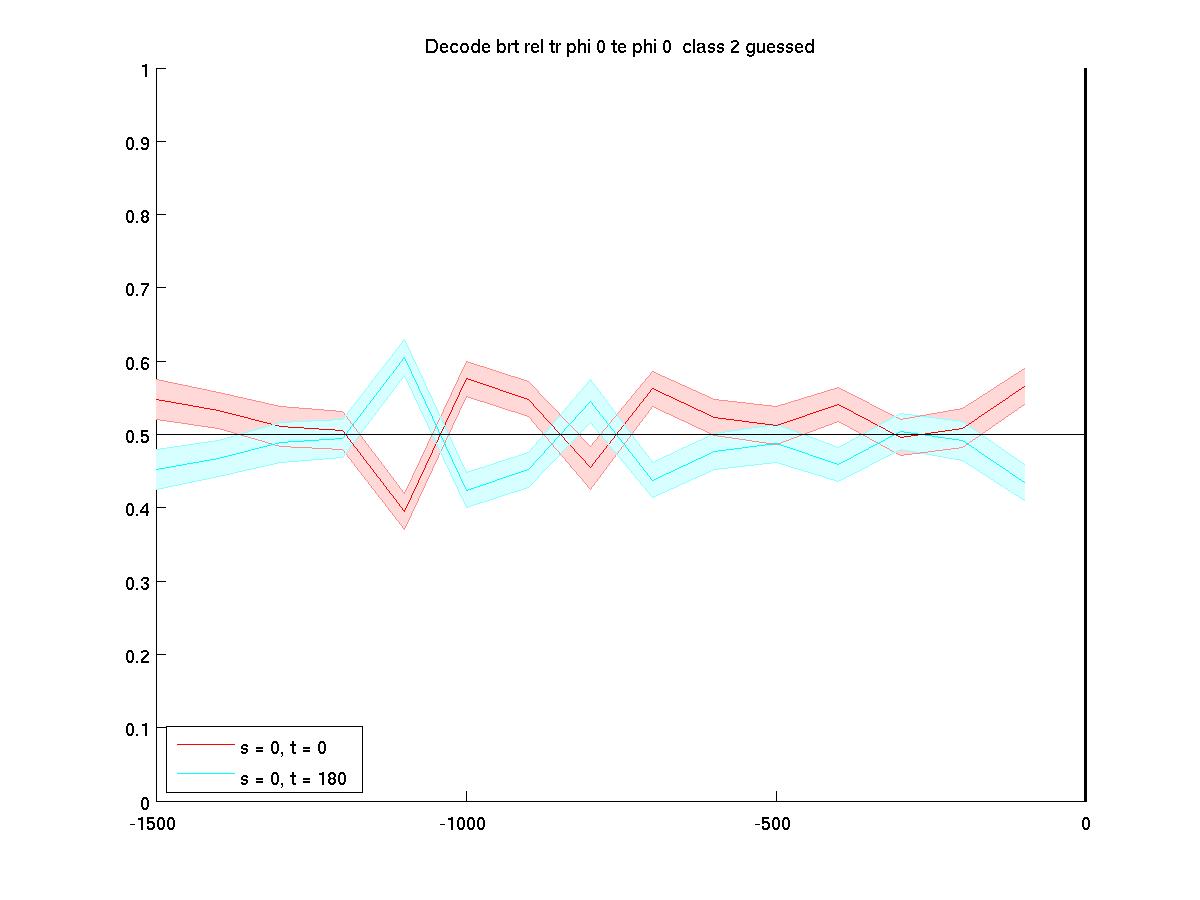 Decode brt rel tr phi 0 te phi 0  class 2 guessed
1
0.9
0.8
0.7
0.6
0.5
0.4
0.3
0.2
0.1
0
s = 0, t = 0
s = 0, t = 180
-1500 -1000 -500 0